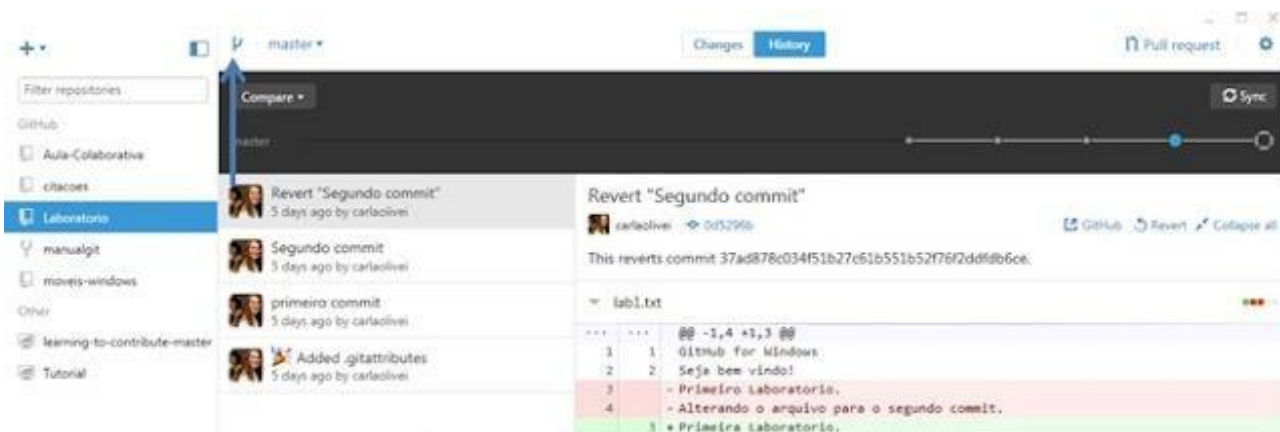 master
Changes
History
Pull request
Filter repositories
Compare
Sync
GitHub
master
Aula-Colaborativa
citacoes
Laboratorio
manualgit
moveis-windows
Other
learning-to-contribute-master
Tutorial
Revert "Segundo commit"
5 days ago by carlaolivei
Segundo commit
5 days ago by carlaolivei
primeiro commit
5 days ago by carlaolivei
Added .gitattributes
5 days ago by carlaolivei
Revert "Segundo commit"
carlaolivei 0d5296b
GitHub Revert Collapse all
This reverts commit 37ad878c034f51b27c61b551b52f76f2ddfdb6ce.
lab1.txt
... ... @@ -1,4 +1,3 @@
1 1 GitHub for Windows
2 2 Seja bem vindo!
3 - Primeiro Laboratorio.
4 - Alterando o arquivo para o segundo commit.
3 + Primeira Laboratorio.